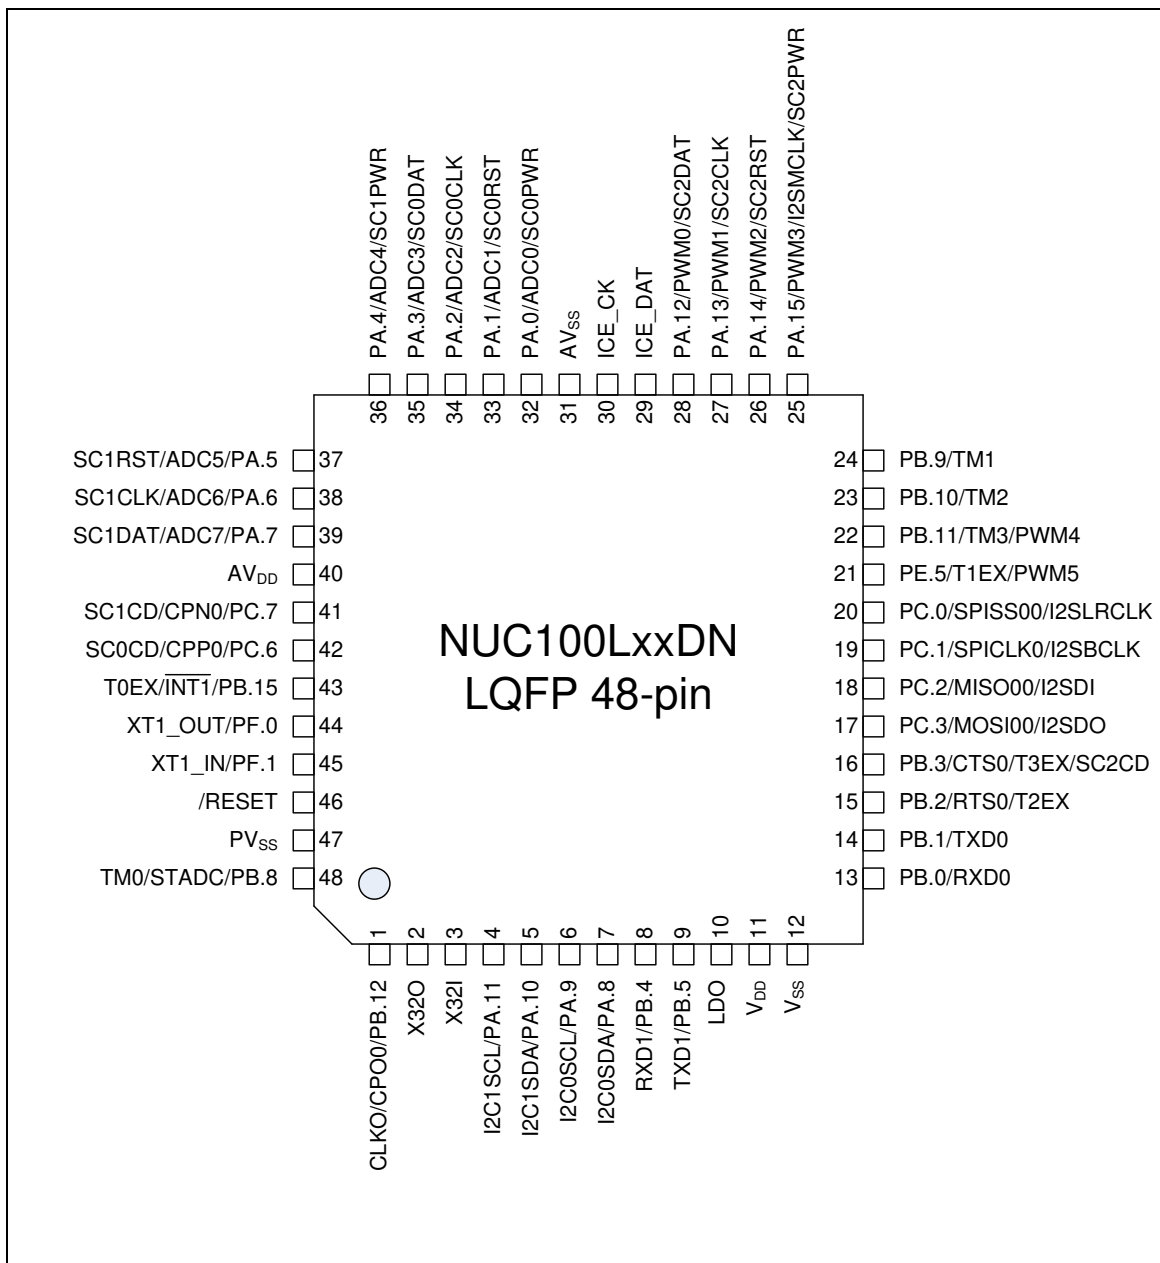 PA.4/ADC4/SC1PWR
PA.3/ADC3/SC0DAT
PA.2/ADC2/SC0CLK
PA.1/ADC1/SC0RST
PA.0/ADC0/SC0PWR
AVSS
ICE_CK
ICE_DAT
PA.12/PWM0/SC2DAT
PA.13/PWM1/SC2CLK
PA.14/PWM2/SC2RST
PA.15/PWM3/I2SMCLK/SC2PWR
36
35
34
33
32
31
30
29
28
27
26
25
SC1RST/ADC5/PA.5 37
SC1CLK/ADC6/PA.6 38
SC1DAT/ADC7/PA.7 39
AVDD 40
SC1CD/CPN0/PC.7 41
SC0CD/CPP0/PC.6 42
T0EX/INT1/PB.15 43
XT1_OUT/PF.0 44
XT1_IN/PF.1 45
/RESET 46
PVSS 47
TM0/STADC/PB.8 48
NUC100LxxDN
LQFP 48-pin
24 PB.9/TM1
23 PB.10/TM2
22 PB.11/TM3/PWM4
21 PE.5/T1EX/PWM5
20 PC.0/SPISS00/I2SLRCLK
19 PC.1/SPICLK0/I2SBCLK
18 PC.2/MISO00/I2SDI
17 PC.3/MOSI00/I2SDO
16 PB.3/CTS0/T3EX/SC2CD
15 PB.2/RTS0/T2EX
14 PB.1/TXD0
13 PB.0/RXD0
1
2
3
4
5
6
7
8
9
10
11
12
CLKO/CPO0/PB.12
X32O
X32I
I2C1SCL/PA.11
I2C1SDA/PA.10
I2C0SCL/PA.9
I2C0SDA/PA.8
RXD1/PB.4
TXD1/PB.5
LDO
VDD
VSS